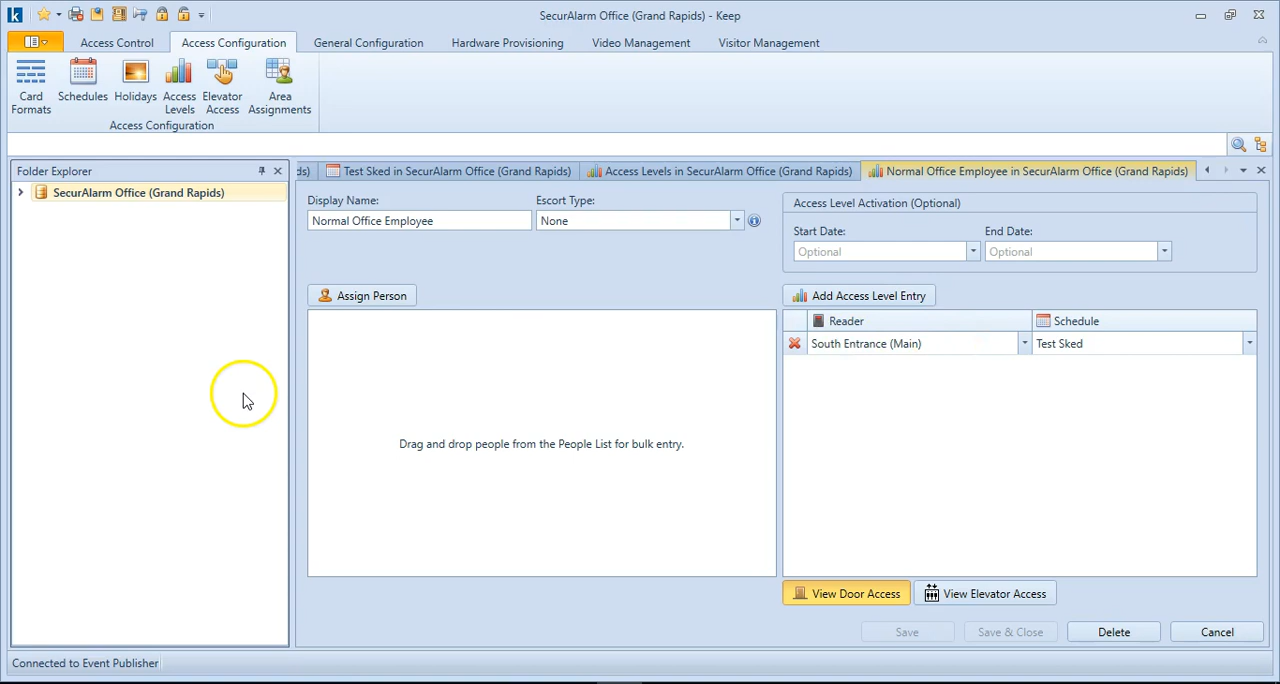 SecurAlarm Office (Grand Rapids) - Keep
Access Control
Access Configuration
General Configuration
Hardware Provisioning
Video Management
Visitor Management
Card Formats
Schedules
Holidays
Access Levels
Elevator Access
Area Assignments
Access Configuration
Folder Explorer
SecurAlarm Office (Grand Rapids)
ds)
Test Sked in SecurAlarm Office (Grand Rapids)
Access Levels in SecurAlarm Office (Grand Rapids)
Normal Office Employee in SecurAlarm Office (Grand Rapids)
Display Name:
Normal Office Employee
Escort Type:
None
Access Level Activation (Optional)
Start Date:
Optional
End Date:
Optional
Assign Person
Drag and drop people from the People List for bulk entry.
Add Access Level Entry
Reader
Schedule
South Entrance (Main)
Test Sked
View Door Access
View Elevator Access
Save
Save & Close
Delete
Cancel
Connected to Event Publisher